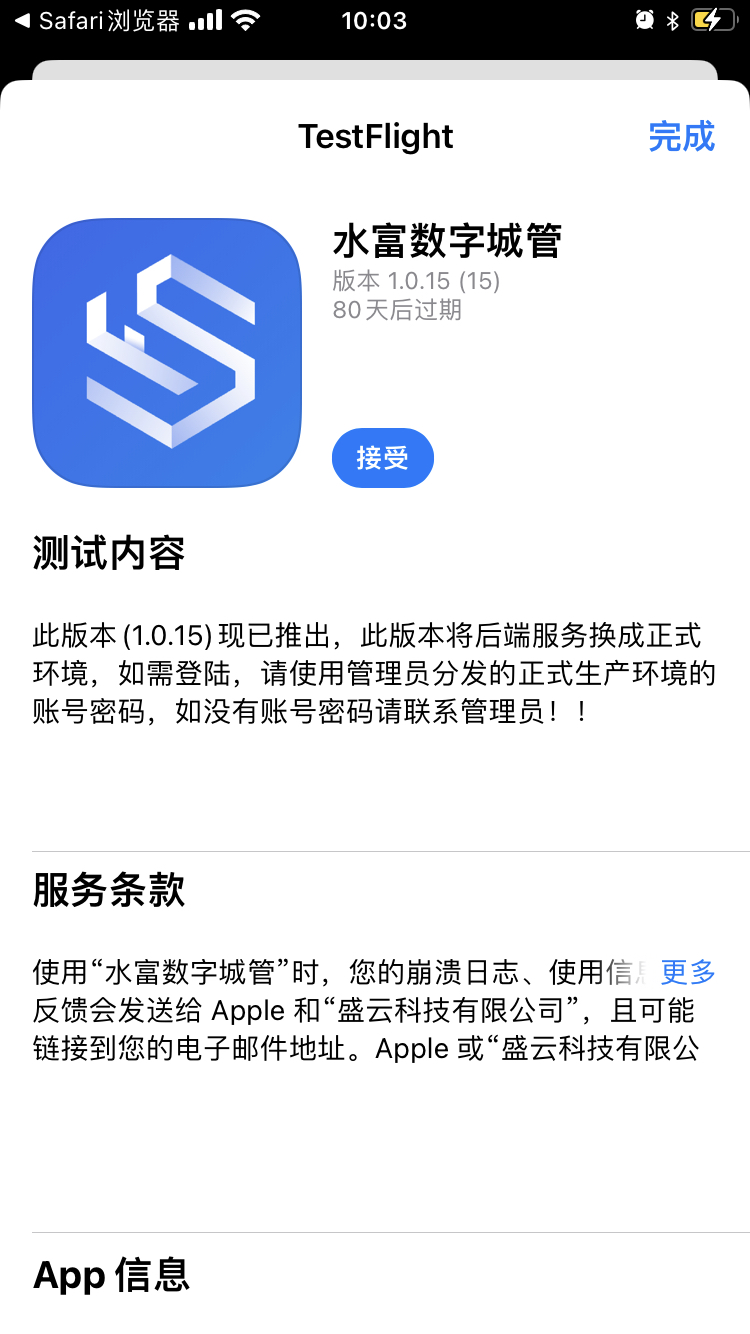 Safari浏览器
10:03
TestFlight
完成
水富数字城管
版本 1.0.15 (15)
80天后过期
接受
测试内容
此版本(1.0.15)现已推出，此版本将后端服务换成正式
环境，如需登陆，请使用管理员分发的正式生产环境的
账号密码，如没有账号密码请联系管理员！！
服务条款
使用“水富数字城管”时，您的崩溃日志、使用信息 更多
反馈会发送给 Apple 和“盛云科技有限公司”，且可能
链接到您的电子邮件地址。Apple 或“盛云科技有限公
App 信息